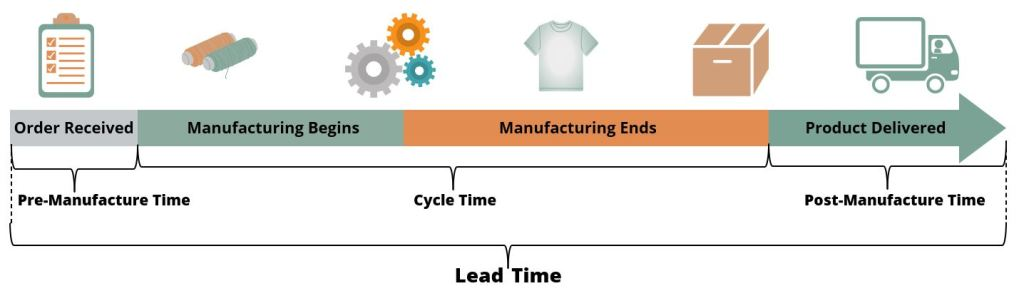 Order Received
Manufacturing Begins
Manufacturing Ends
Product Delivered
Pre-Manufacture Time
Cycle Time
Post-Manufacture Time
Lead Time